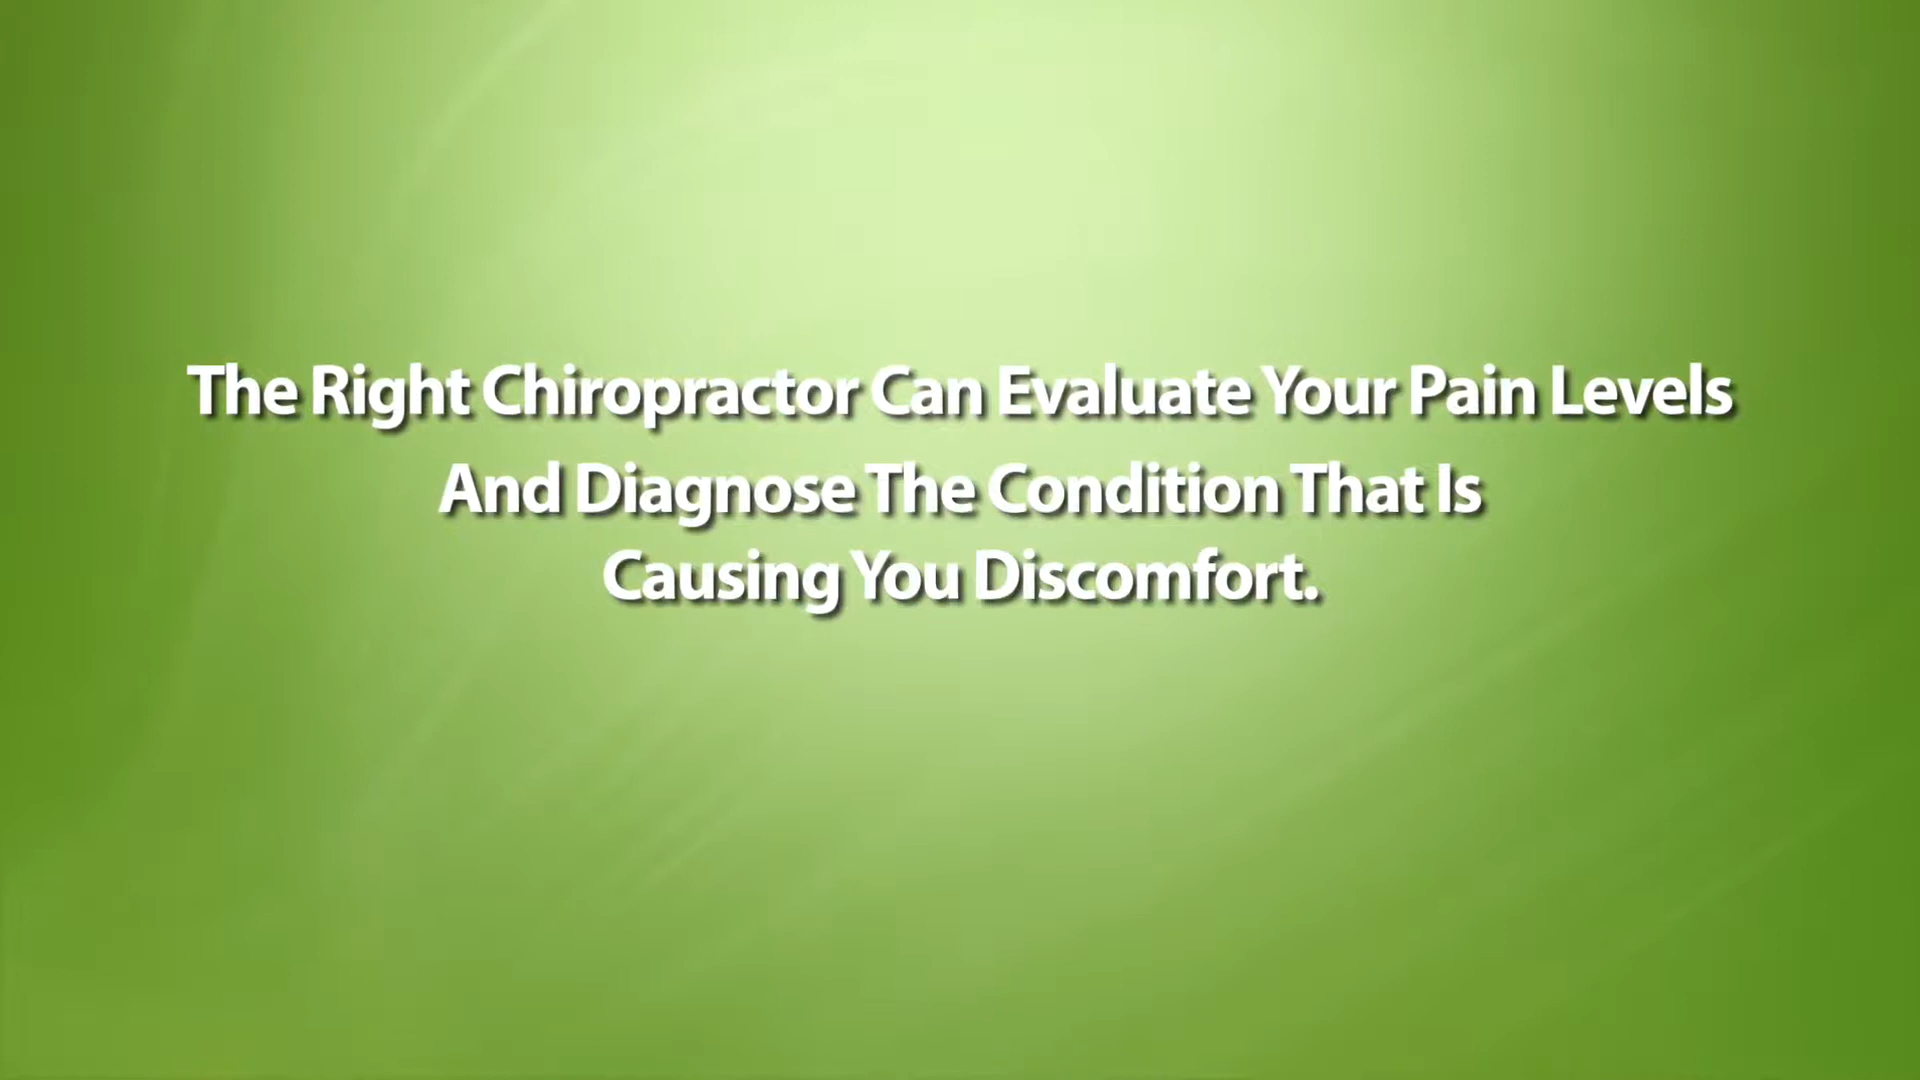 The Right Chiropractor Can Evaluate Your Pain Levels
And Diagnose The Condition That Is
Causing You Discomfort.